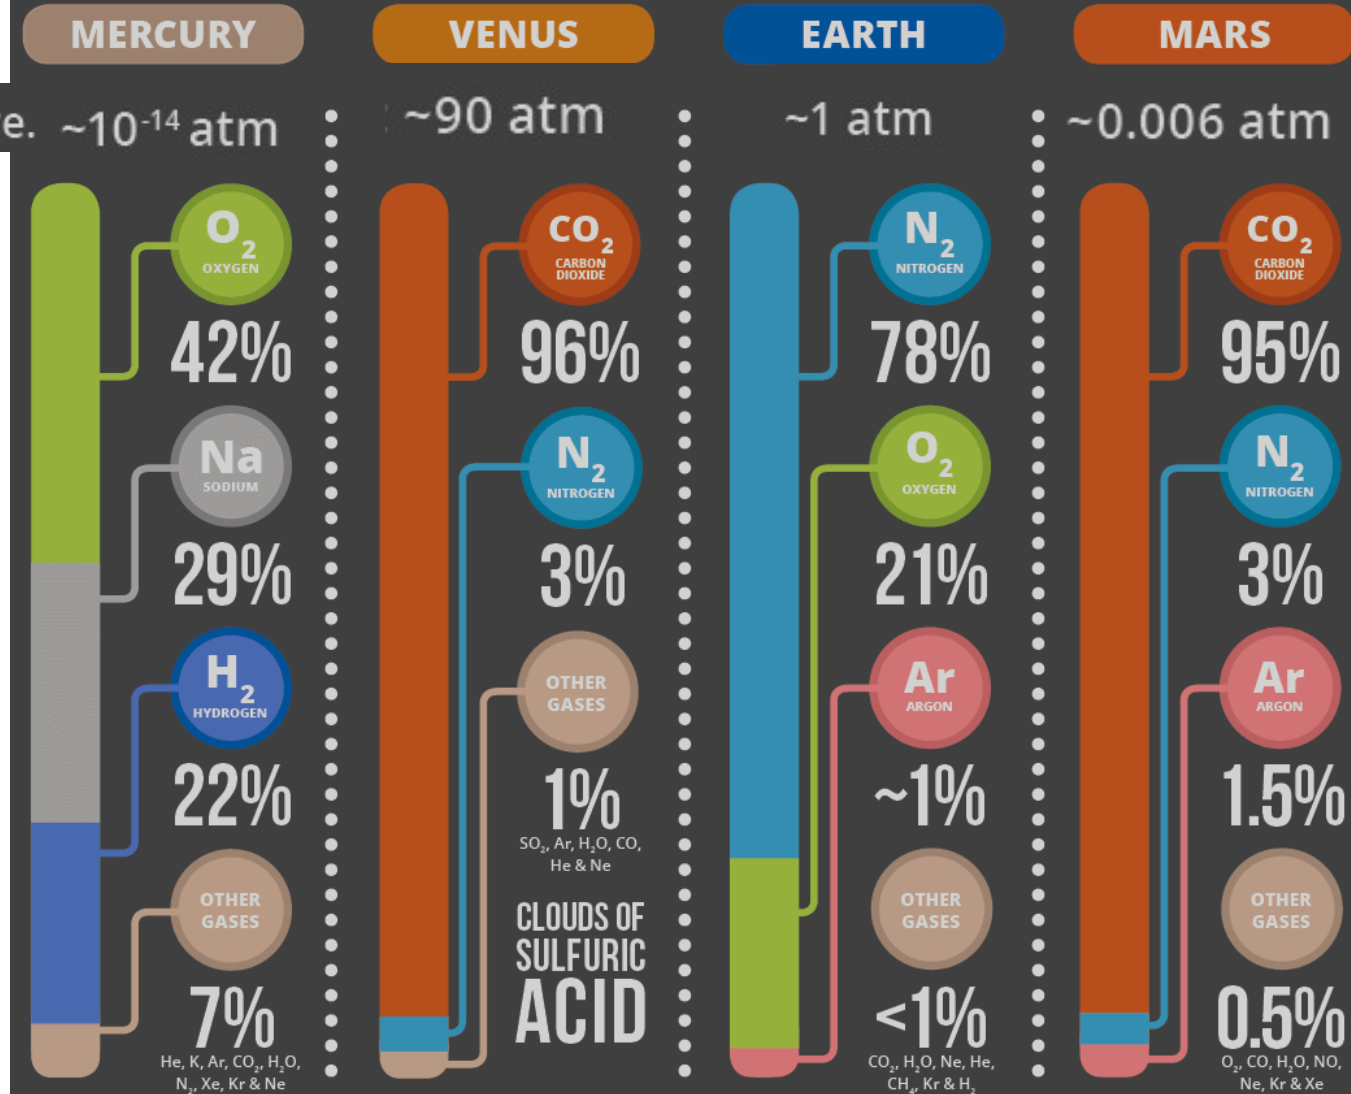 MERCURY
e. ~10⁻¹⁴ atm
O₂
OXYGEN
42%
Na
SODIUM
29%
H₂
HYDROGEN
22%
OTHER
GASES
7%
He, K, Ar, CO₂, H₂O,
N₂, Xe, Kr & Ne
VENUS
~90 atm
CO₂
CARBON
DIOXIDE
96%
N₂
NITROGEN
3%
OTHER
GASES
1%
SO₂, Ar, H₂O, CO,
He & Ne
CLOUDS OF
SULFURIC
ACID
EARTH
~1 atm
N₂
NITROGEN
78%
O₂
OXYGEN
21%
Ar
ARGON
~1%
OTHER
GASES
<1%
CO₂, H₂O, Ne, He,
CH₄, Kr & H₂
MARS
~0.006 atm
CO₂
CARBON
DIOXIDE
95%
N₂
NITROGEN
3%
Ar
ARGON
1.5%
OTHER
GASES
0.5%
O₂, CO, H₂O, NO,
Ne, Kr & Xe